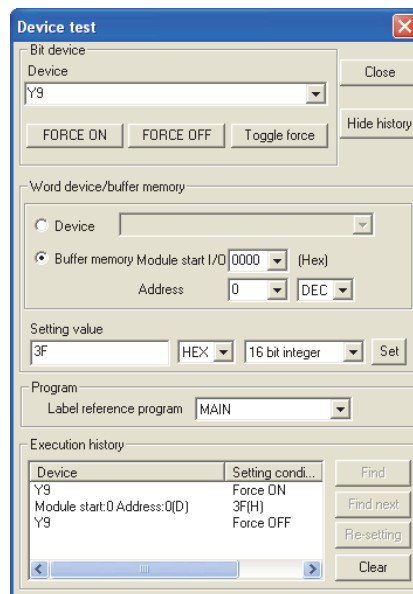 Device test
Bit device
Device
Y9
Close
FORCE ON FORCE OFF Toggle force
Hide history
Word device/buffer memory
Device
Buffer memory Module start I/O 0000 (Hex)
Address 0 DEC
Setting value
3F HEX 16 bit integer Set
Program
Label reference program MAIN
Execution history
Device Setting condi...
Y9 Force ON
Module start:0 Address:0(D) 3F(H)
Y9 Force OFF
Find
Find next
Re-setting
Clear